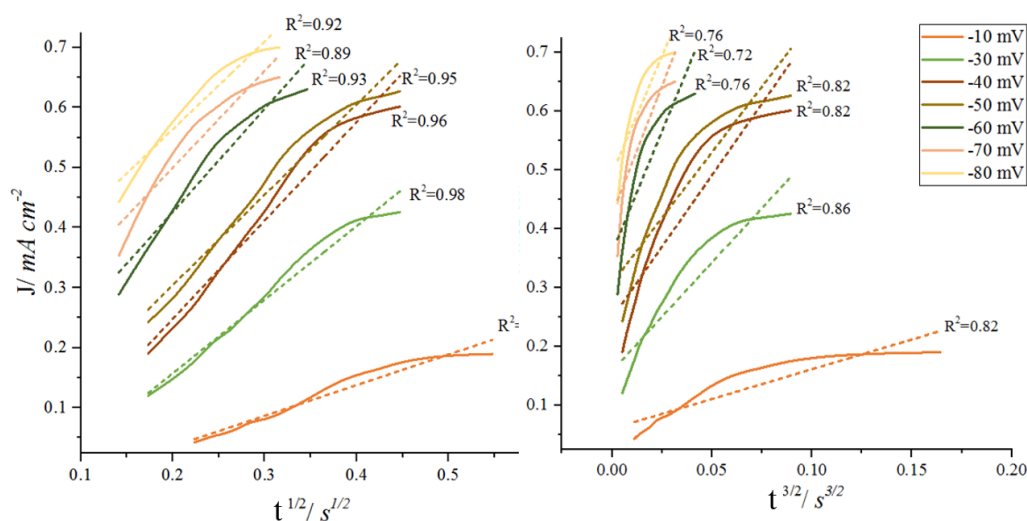 R²=0.92
R²=0.89
R²=0.93
R²=0.95
R²=0.96
R²=0.98
R²=
0.7
0.6
0.5
0.4
0.3
0.2
0.1
J/ mA cm⁻²
0.1 0.2 0.3 0.4 0.5
t ¹ᐟ²/ s¹ᐟ²
R²=0.76
R²=0.72
R²=0.76
R²=0.82
R²=0.82
R²=0.86
R²=0.82
0.7
0.6
0.5
0.4
0.3
0.2
0.1
0.00 0.05 0.10 0.15 0.20
t ³ᐟ²/ s³ᐟ²
-10 mV
-30 mV
-40 mV
-50 mV
-60 mV
-70 mV
-80 mV